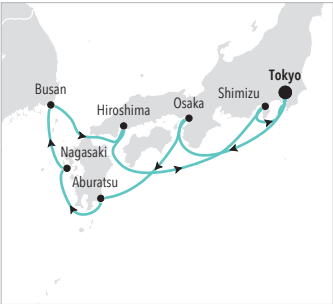 Tokyo
Busan
Shimizu
Hiroshima
Osaka
Nagasaki
Aburatsu